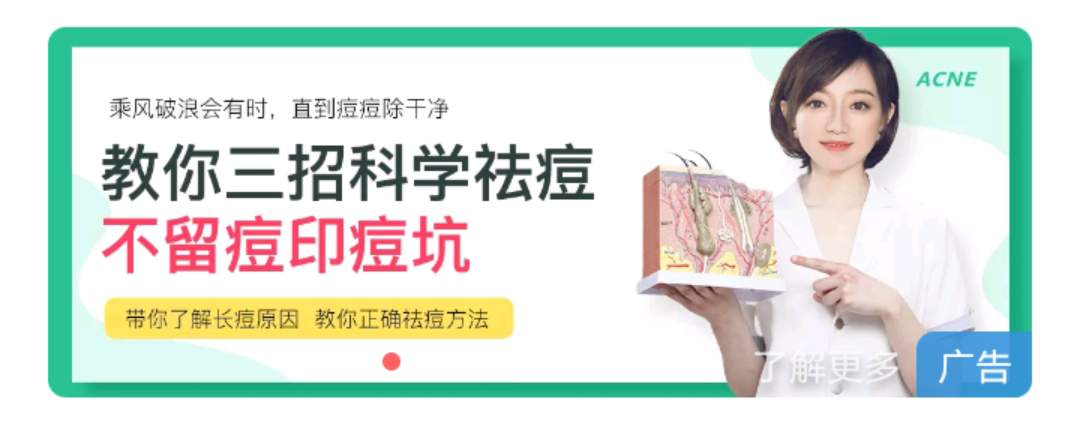 ACNE
乘风破浪会有时，直到痘痘除干净
教你三招科学祛痘
不留痘印痘坑
带你了解长痘原因 教你正确祛痘方法
了解更多
广告